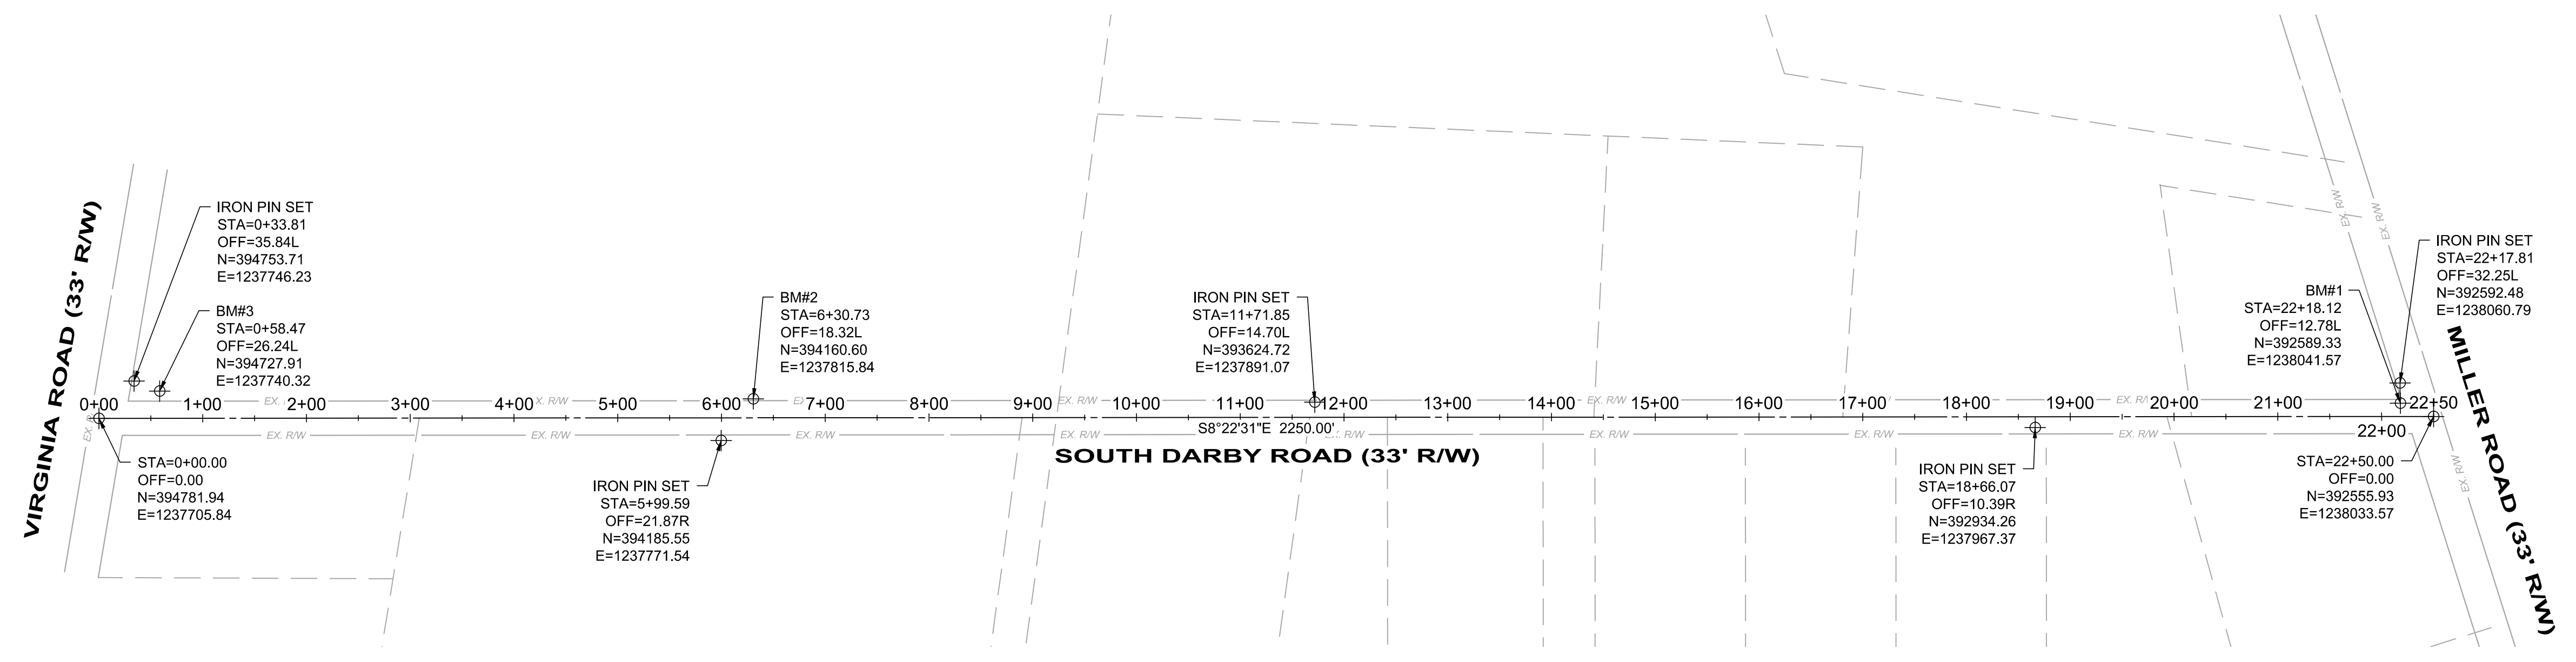 VIRGINIA ROAD (33' R/W)
IRON PIN SET
STA=0+33.81
OFF=35.84L
N=394753.71
E=1237746.23
BM#3
STA=0+58.47
OFF=26.24L
N=394727.91
E=1237740.32
STA=0+00.00
OFF=0.00
N=394781.94
E=1237705.84
BM#2
STA=6+30.73
OFF=18.32L
N=394160.60
E=1237815.84
IRON PIN SET
STA=5+99.59
OFF=21.87R
N=394185.55
E=1237771.54
IRON PIN SET
STA=11+71.85
OFF=14.70L
N=393624.72
E=1237891.07
IRON PIN SET
STA=18+66.07
OFF=10.39R
N=392934.26
E=1237967.37
BM#1
STA=22+18.12
OFF=12.78L
N=392589.33
E=1238041.57
IRON PIN SET
STA=22+17.81
OFF=32.25L
N=392592.48
E=1238060.79
STA=22+50.00
OFF=0.00
N=392555.93
E=1238033.57
EX. R/W EX. R/W EX. R/W
EX. X. R/W EX. R/W EX. R/W EX. R/
0+00 1+00 2+00 3+00 4+00 5+00 6+00 7+00 8+00 9+00 10+00 11+00 12+00 13+00 14+00 15+00 16+00 17+00 18+00 19+00 20+00 21+00 22+50
22+00
S8°22'31"E 2250.00'
EX. R/W EX. R/W EX. R/W EX. R/W EX. R/W EX. R/W EX. R/W EX. R/W
EX. R/W
SOUTH DARBY ROAD (33' R/W)
MILLER ROAD (33' R/W)